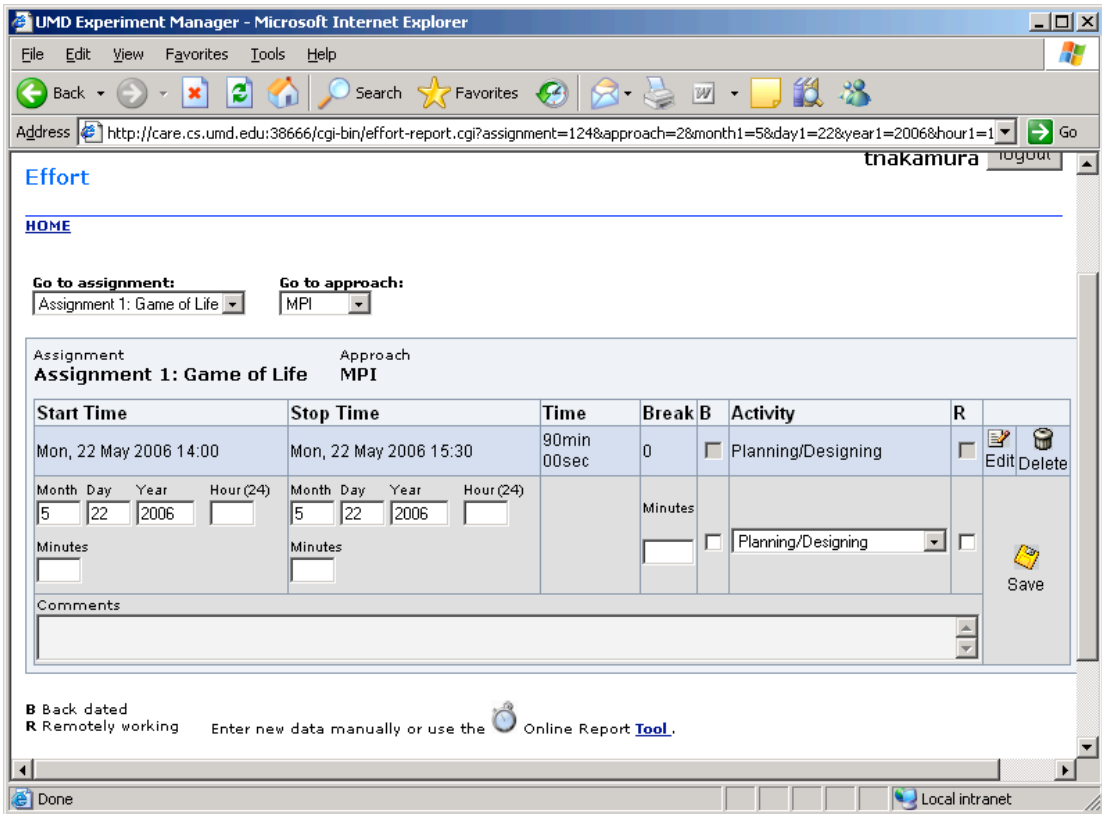 UMD Experiment Manager - Microsoft Internet Explorer
File Edit View Favorites Tools Help
Back Search Favorites
Address http://care.cs.umd.edu:38666/cgi-bin/effort-report.cgi?assignment=124&approach=2&month1=5&day1=22&year1=2006&hour1=1 Go
tnakamura logout
Effort
HOME
Go to assignment: Go to approach:
Assignment 1: Game of Life MPI
Assignment Approach
Assignment 1: Game of Life MPI
Start Time Stop Time Time Break B Activity R
Mon, 22 May 2006 14:00 Mon, 22 May 2006 15:30 90min 00sec 0 Planning/Designing Edit Delete
Month Day Year Hour(24) Month Day Year Hour(24)
5 22 2006 5 22 2006 Minutes
Minutes Minutes Planning/Designing
Save
Comments
B Back dated
R Remotely working Enter new data manually or use the Online Report Tool .
Done Local intranet